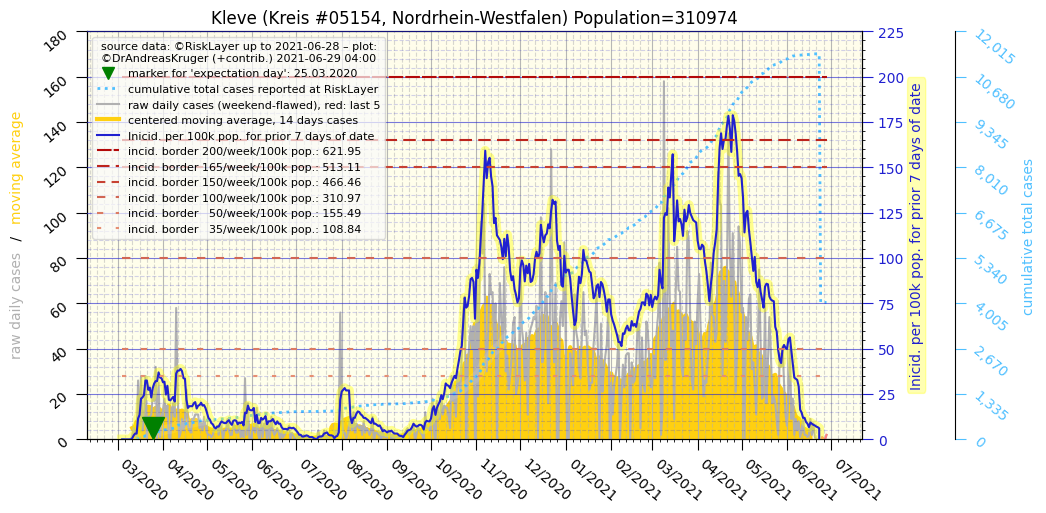 Kleve (Kreis #05154, Nordrhein-Westfalen) Population=310974
source data: ©RiskLayer up to 2021-06-28 – plot:
©DrAndreasKruger (+contrib.) 2021-06-29 04:00
marker for 'expectation day': 25.03.2020
cumulative total cases reported at RiskLayer
raw daily cases (weekend-flawed), red: last 5
centered moving average, 14 days cases
Inicid. per 100k pop. for prior 7 days of date
incid. border 200/week/100k pop.: 621.95
incid. border 165/week/100k pop.: 513.11
incid. border 150/week/100k pop.: 466.46
incid. border 100/week/100k pop.: 310.97
incid. border   50/week/100k pop.: 155.49
incid. border   35/week/100k pop.: 108.84
raw daily cases   /   moving average
180
160
140
120
100
80
60
40
20
0
03/2020
04/2020
05/2020
06/2020
07/2020
08/2020
09/2020
10/2020
11/2020
12/2020
01/2021
02/2021
03/2021
04/2021
05/2021
06/2021
07/2021
225
200
175
150
125
100
75
50
25
0
Inicid. per 100k pop. for prior 7 days of date
12,015
10,680
9,345
8,010
6,675
5,340
4,005
2,670
1,335
0
cumulative total cases